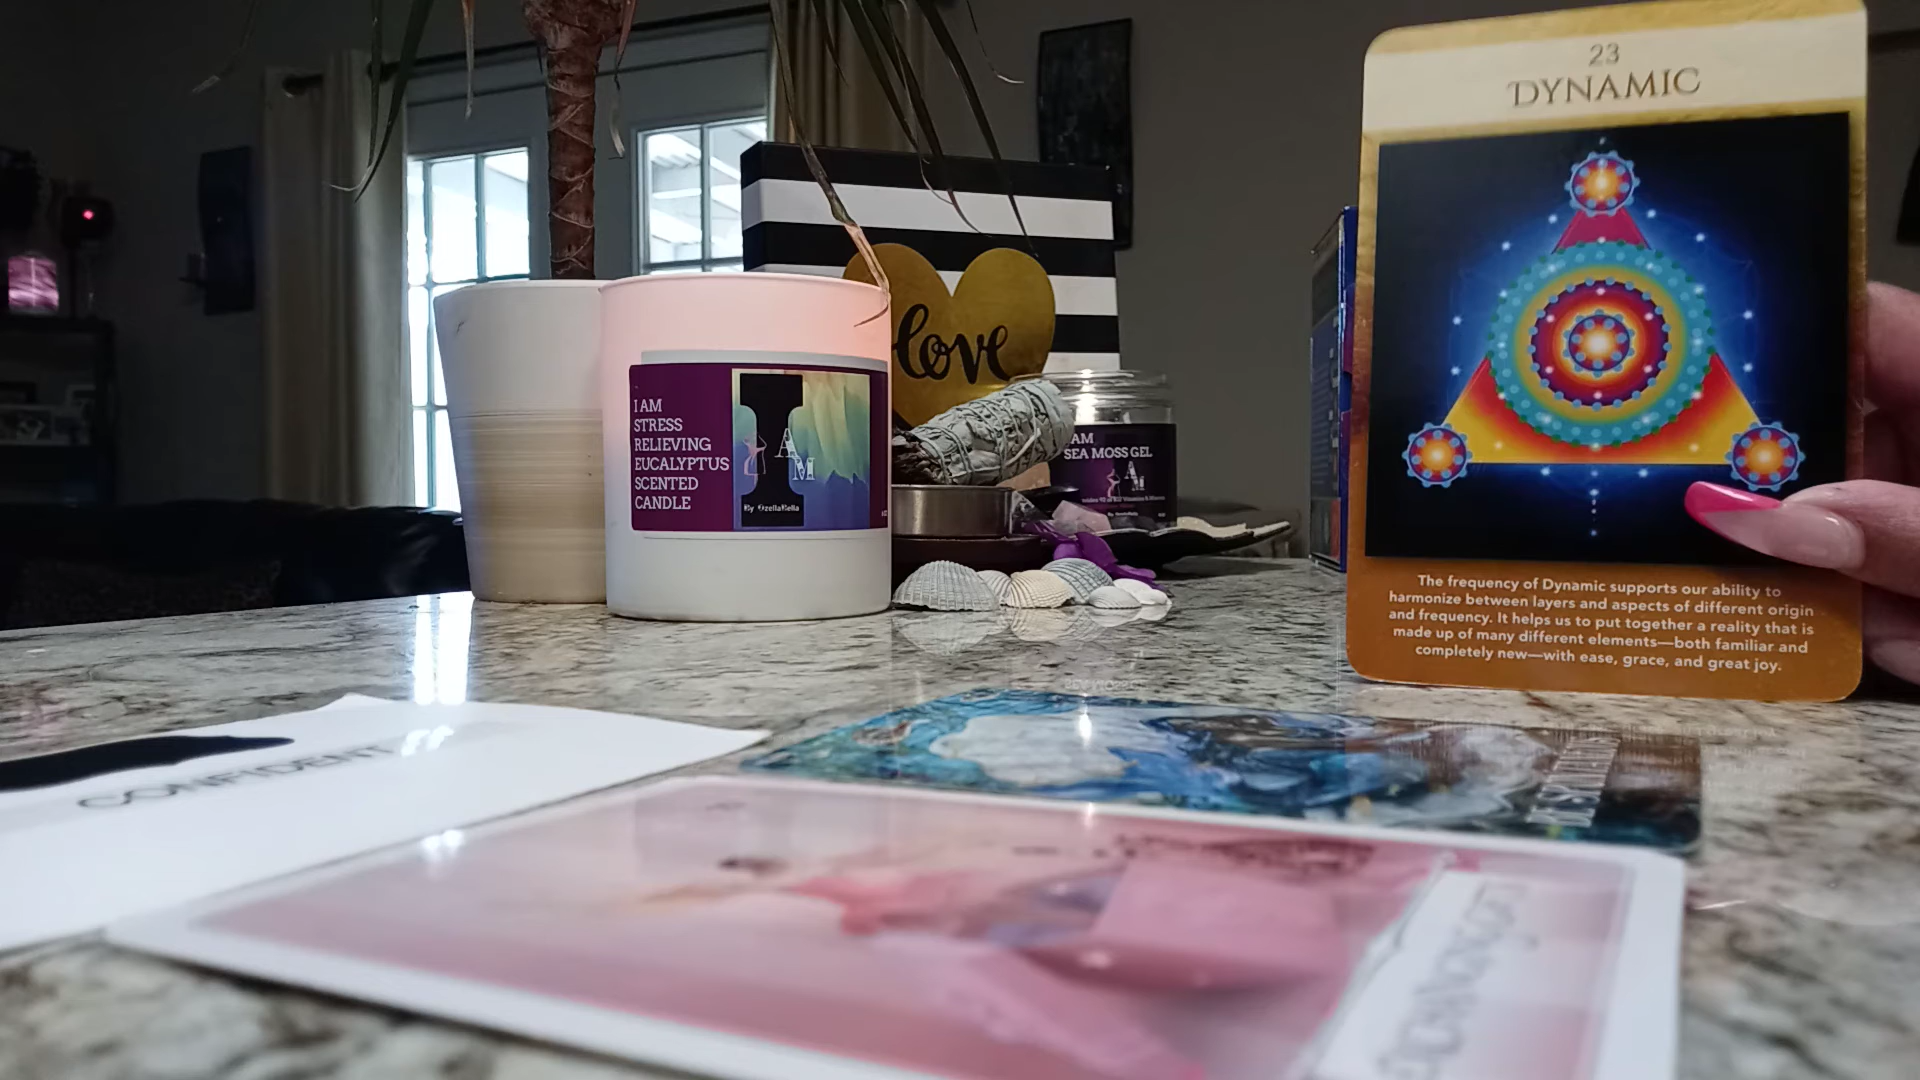 23
DYNAMIC
The frequency of Dynamic supports our ability to
harmonize between layers and aspects of different origin
and frequency. It helps us to put together a reality that is
made up of many different elements—both familiar and
completely new—with ease, grace, and great joy.
love
I AM
STRESS
RELIEVING
EUCALYPTUS
SCENTED
CANDLE
I
AM
By OzellaBella
AM
SEA MOSS GEL
AM
CONFIDENT